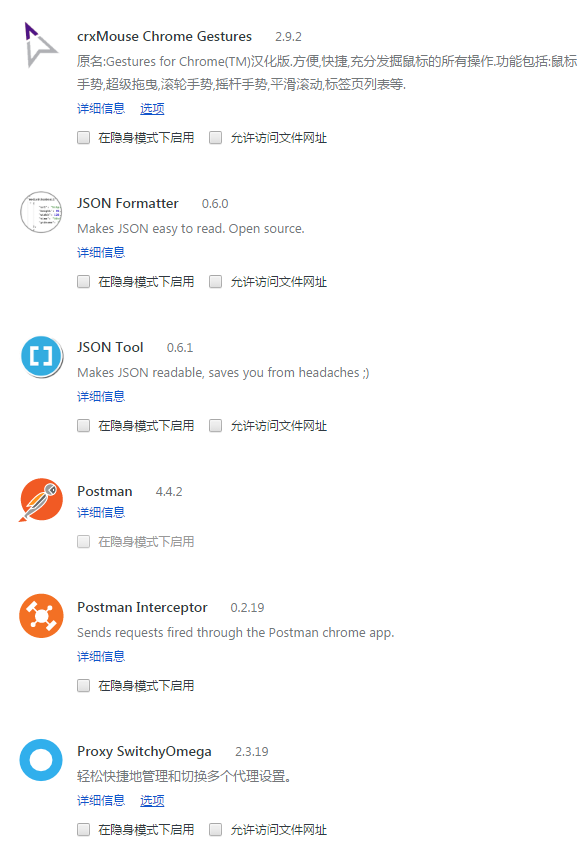 crxMouse Chrome Gestures 2.9.2
原名:Gestures for Chrome(TM)汉化版.方便,快捷,充分发掘鼠标的所有操作.功能包括:鼠标
手势,超级拖曳,滚轮手势,摇杆手势,平滑滚动,标签页列表等.
详细信息 选项
在隐身模式下启用 允许访问文件网址
JSON Formatter 0.6.0
Makes JSON easy to read. Open source.
详细信息
在隐身模式下启用 允许访问文件网址
JSON Tool 0.6.1
Makes JSON readable, saves you from headaches ;)
详细信息
在隐身模式下启用 允许访问文件网址
Postman 4.4.2
详细信息
在隐身模式下启用
Postman Interceptor 0.2.19
Sends requests fired through the Postman chrome app.
详细信息
在隐身模式下启用
Proxy SwitchyOmega 2.3.19
轻松快捷地管理和切换多个代理设置。
详细信息 选项
在隐身模式下启用 允许访问文件网址